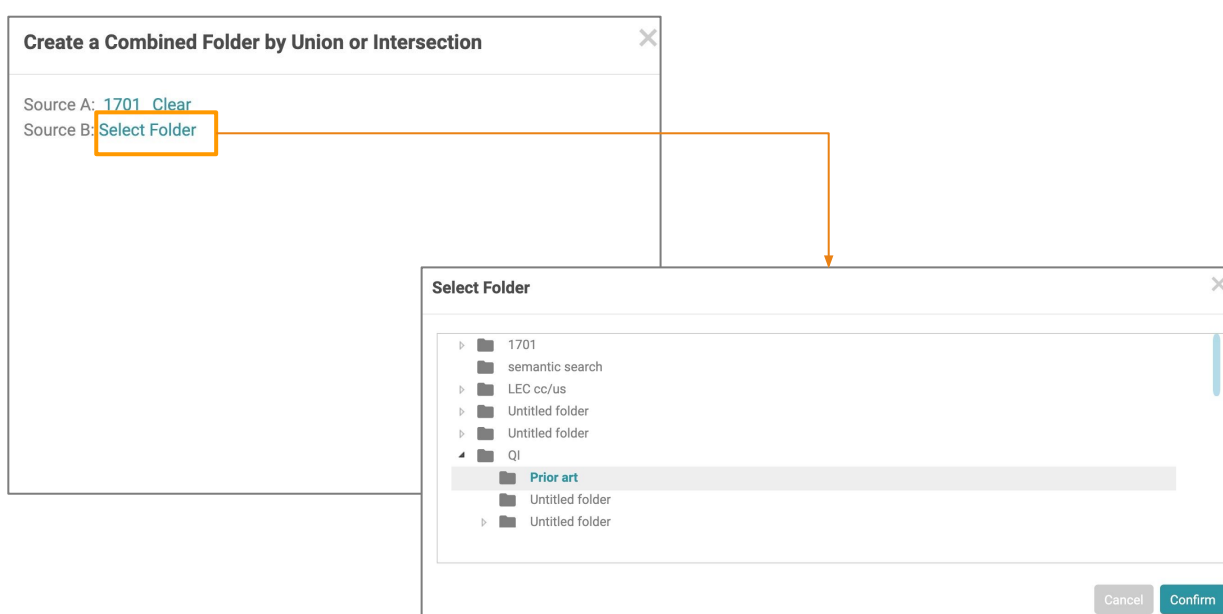 Create a Combined Folder by Union or Intersection
Source A: 1701 Clear
Source B: Select Folder
Select Folder
1701
semantic search
LEC cc/us
Untitled folder
Untitled folder
QI
Prior art
Untitled folder
Untitled folder
Cancel Confirm